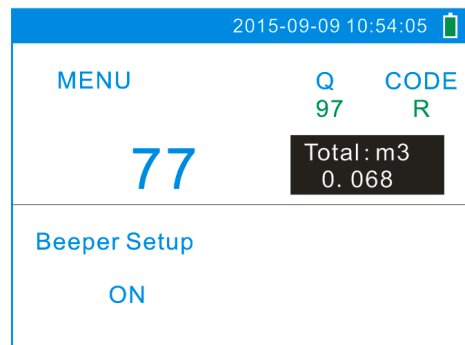 2015-09-09 10:54:05
MENU Q CODE
97 R
77
Total: m3
0. 068
Beeper Setup
ON